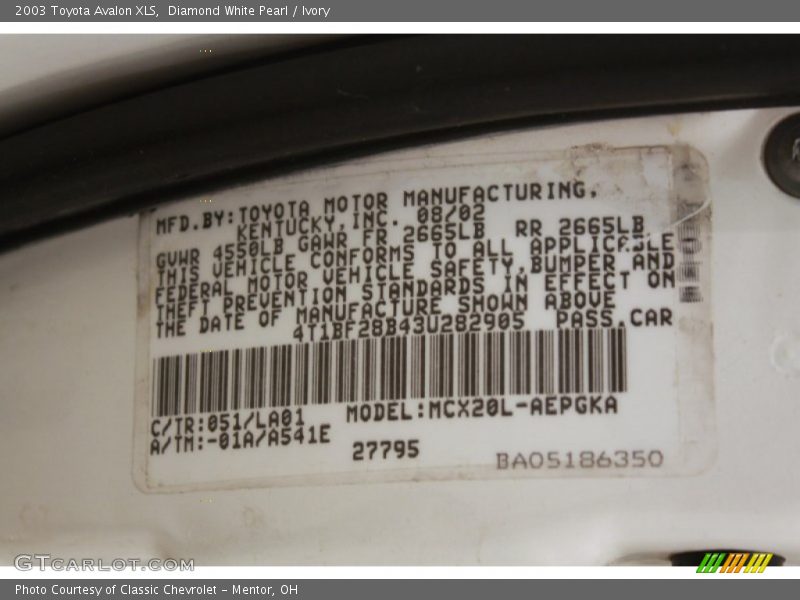 2003 Toyota Avalon XLS, Diamond White Pearl / Ivory
MFD.BY:TOYOTA MOTOR MANUFACTURING,
KENTUCKY,INC. 08/02
GVWR 4550LB GAWR FR 2665LB RR 2665LB
THIS VEHICLE CONFORMS TO ALL APPLICABLE
FEDERAL MOTOR VEHICLE SAFETY,BUMPER,AND
THEFT PREVENTION STANDARDS IN EFFECT ON
THE DATE OF MANUFACTURE SHOWN ABOVE
4T1BF28B43U282905 PASS.CAR
C/TR:051/LA01 MODEL:MCX20L-AEPGKA
A/TM:-01A/A541E
27795 BA05186350
GTcarlot.com
Photo Courtesy of Classic Chevrolet - Mentor, OH